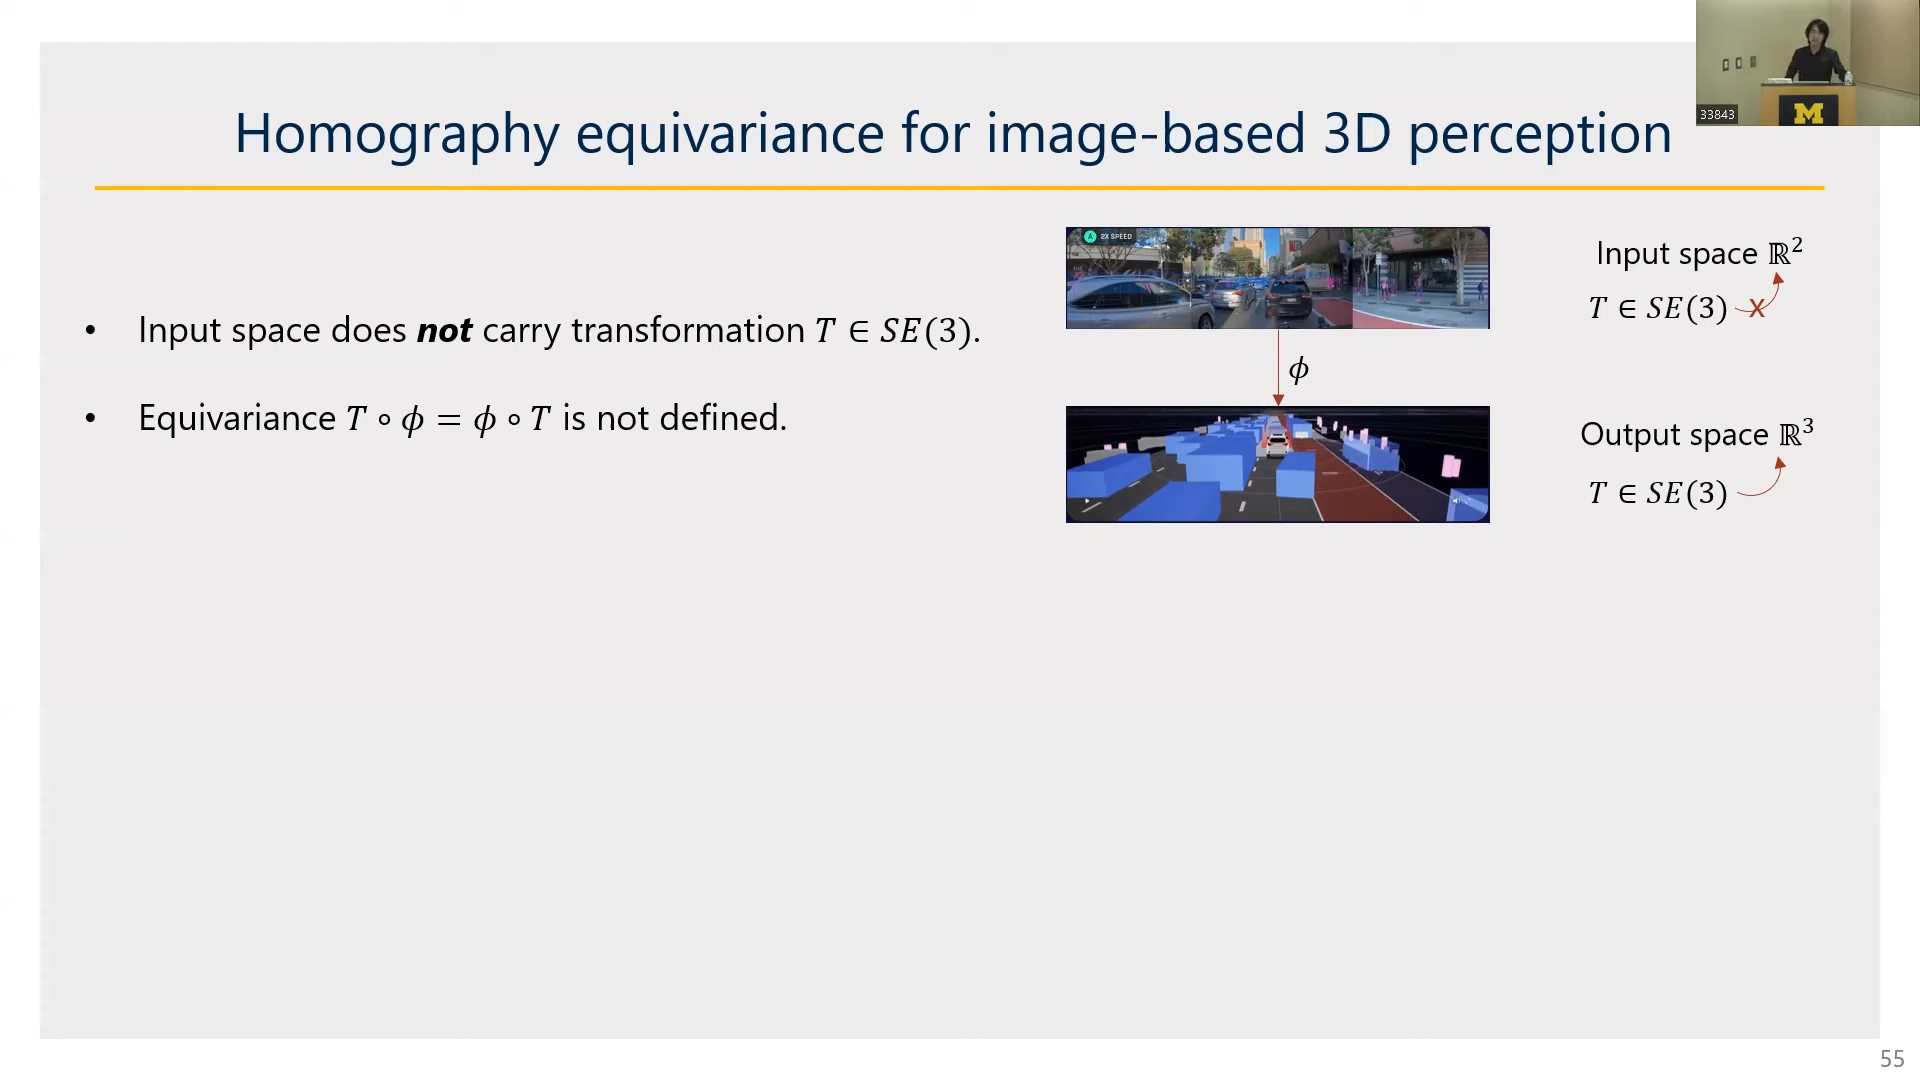 33843
M
Homography equivariance for image-based 3D perception
• Input space does not carry transformation T ∈ SE(3).
• Equivariance T ∘ ϕ = ϕ ∘ T is not defined.
A 2X SPEED
ϕ
Input space ℝ²
T ∈ SE(3) x
Output space ℝ³
T ∈ SE(3)
55